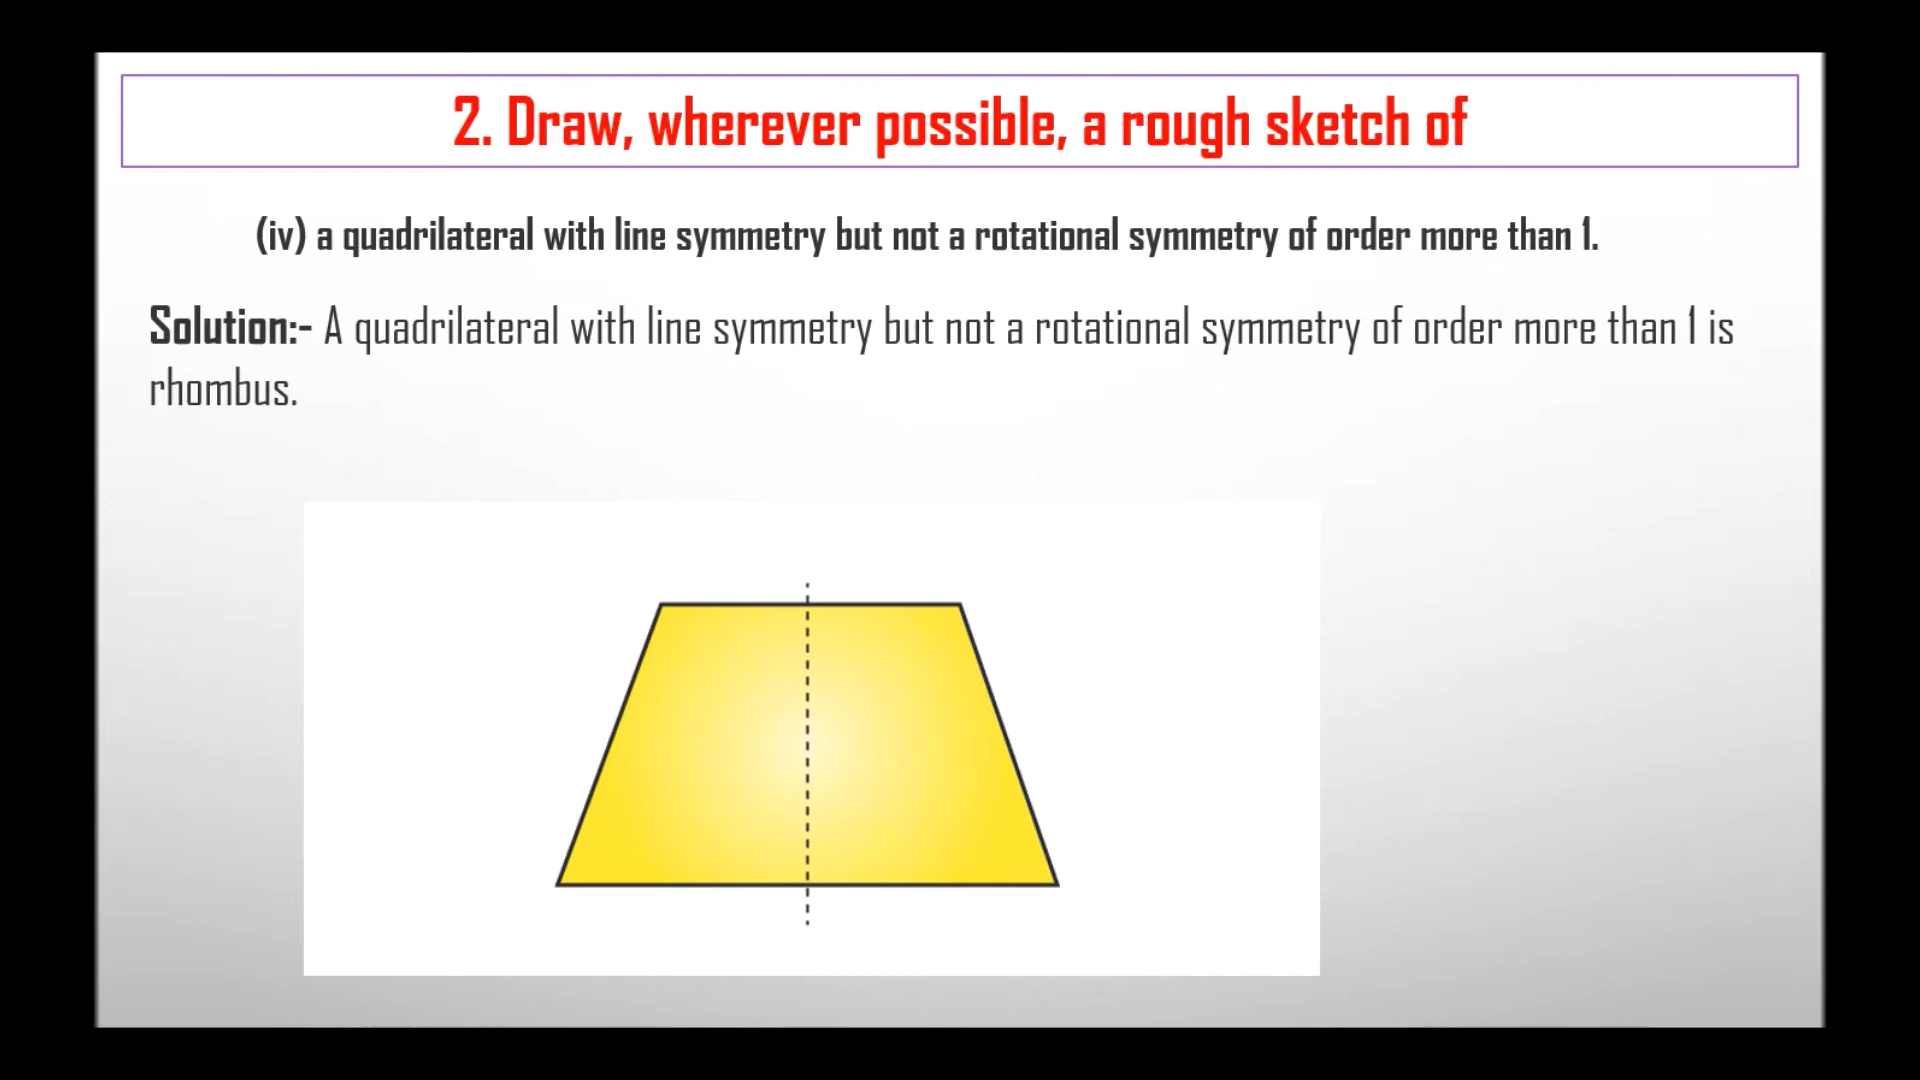 2. Draw, wherever possible, a rough sketch of
(iv) a quadrilateral with line symmetry but not a rotational symmetry of order more than 1.
Solution:- A quadrilateral with line symmetry but not a rotational symmetry of order more than 1 is
rhombus.